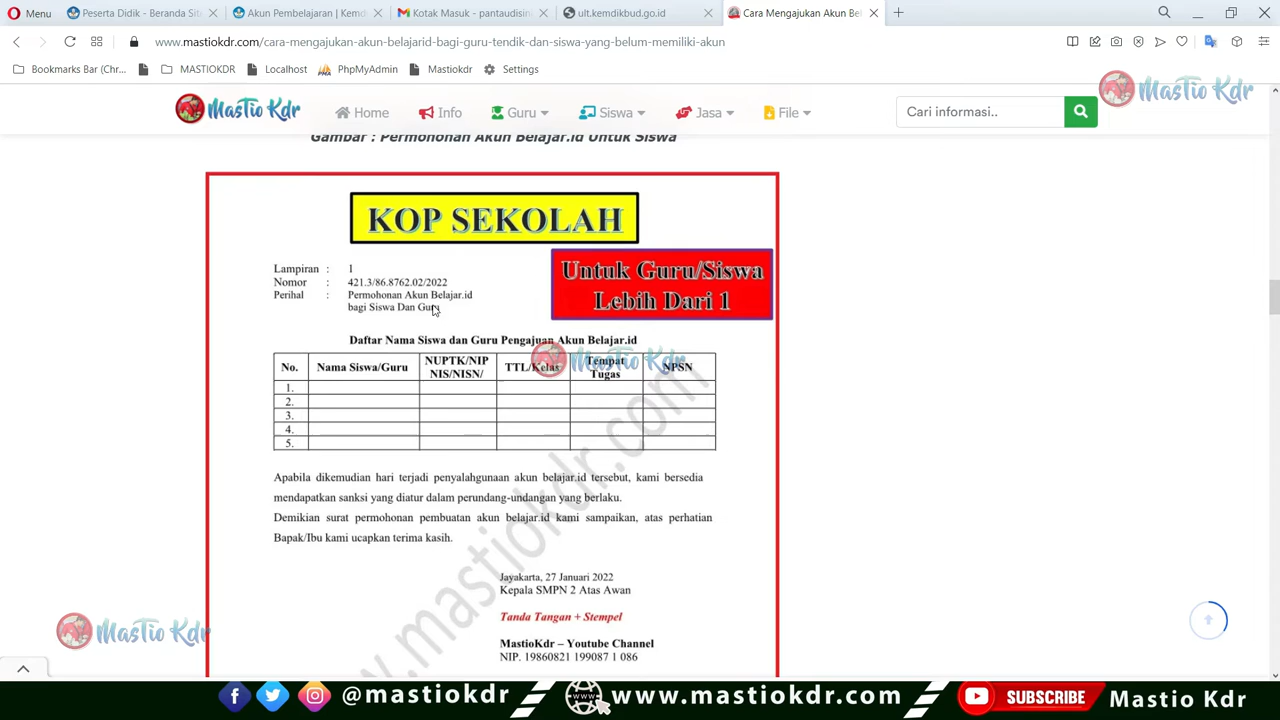 Menu
Peserta Didik - Beranda Sit
Akun Pembelajaran | Kemd
Kotak Masuk - pantaudisin
ult.kemdikbud.go.id
Cara Mengajukan Akun Bel
www.mastiokdr.com/cara-mengajukan-akun-belajarid-bagi-guru-tendik-dan-siswa-yang-belum-memiliki-akun
Bookmarks Bar (Chr...
MASTIOKDR
Localhost
PhpMyAdmin
Mastiokdr
Settings
MasTio Kdr
Home
Info
Guru
Siswa
Jasa
File
Cari informasi..
MasTio Kdr
Gambar : Permohonan Akun Belajar.id Untuk Siswa
KOP SEKOLAH
Untuk Guru/Siswa
Lebih Dari 1
Lampiran : 1
Nomor : 421.3/86.8762.02/2022
Perihal : Permohonan Akun Belajar.id
bagi Siswa Dan Guru
Daftar Nama Siswa dan Guru Pengajuan Akun Belajar.id
No. Nama Siswa/Guru NUPTK/NIP NIS/NISN/ TTL/Kelas Tempat Tugas NPSN
MasTio Kdr
1.
2.
3.
4.
5.
Apabila dikemudian hari terjadi penyalahgunaan akun belajar.id tersebut, kami bersedia
mendapatkan sanksi yang diatur dalam perundang-undangan yang berlaku.
Demikian surat permohonan pembuatan akun belajar.id kami sampaikan, atas perhatian
Bapak/Ibu kami ucapkan terima kasih.
Jayakarta, 27 Januari 2022
Kepala SMPN 2 Atas Awan
Tanda Tangan + Stempel
MastioKdr – Youtube Channel
NIP. 19860821 199087 1 086
w.mastiokdr.com
MasTio Kdr
@mastiokdr
www.mastiokdr.com
SUBSCRIBE
Mastio Kdr